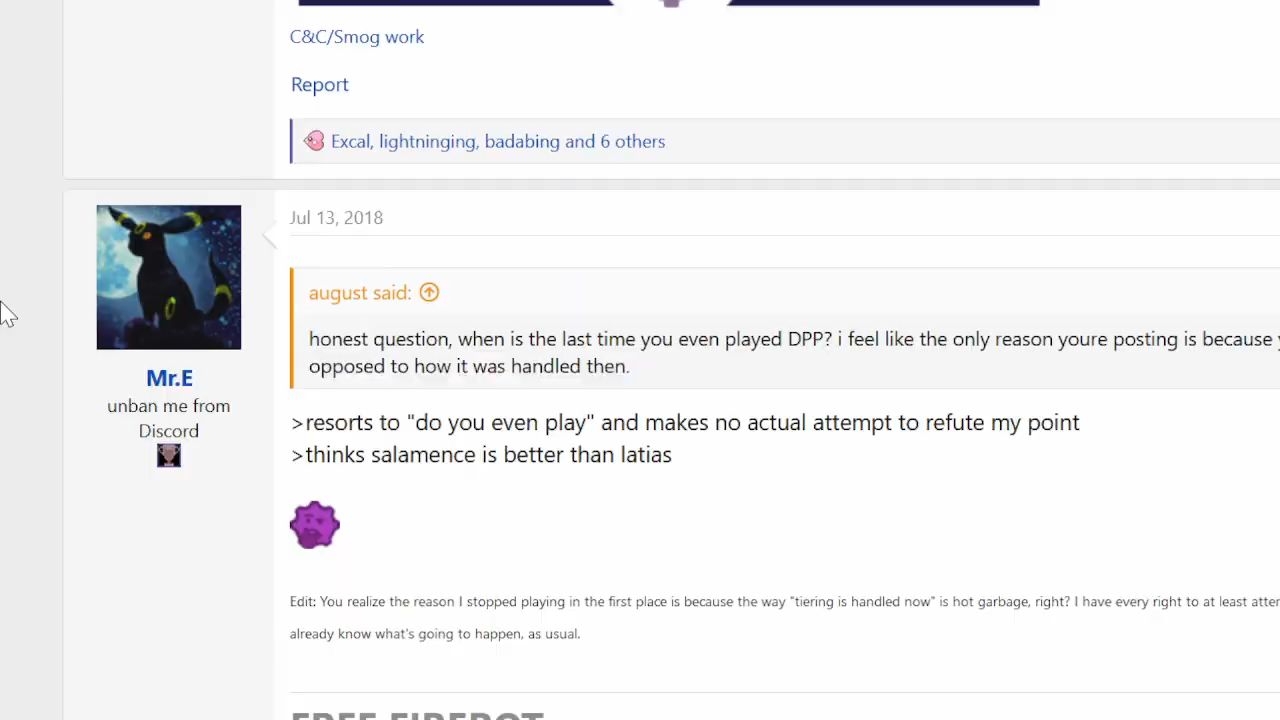 C&C/Smog work
Report
Excal, lightninging, badabing and 6 others
Jul 13, 2018
august said:
honest question, when is the last time you even played DPP? i feel like the only reason youre posting is because
opposed to how it was handled then.
Mr.E
unban me from
Discord
>resorts to "do you even play" and makes no actual attempt to refute my point
>thinks salamence is better than latias
Edit: You realize the reason I stopped playing in the first place is because the way "tiering is handled now" is hot garbage, right? I have every right to at least
already know what's going to happen, as usual.
FREE FIREBOT